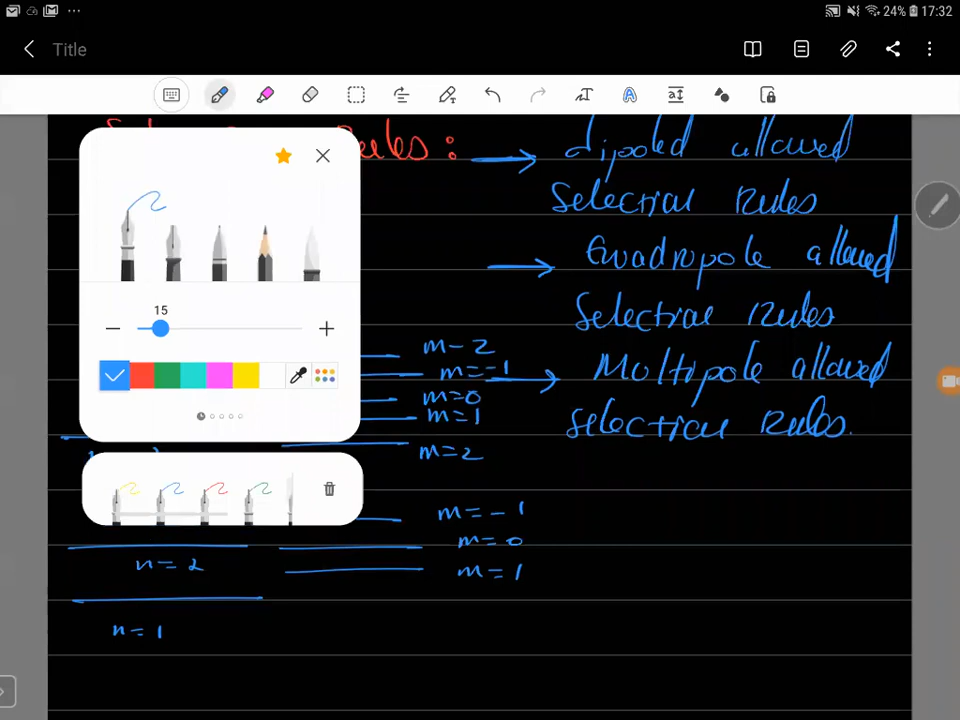 24% 17:32
Title
Rules : → dipoled allowed
Selectrial Rules
→ Quadrupole allowed
Selectrial Rules
15
m-2
m=-1
→ Multipole allowed
m=0
m=1
selectrical Rules.
m=2
m=-1
m=0
n=2
m=1
n=1